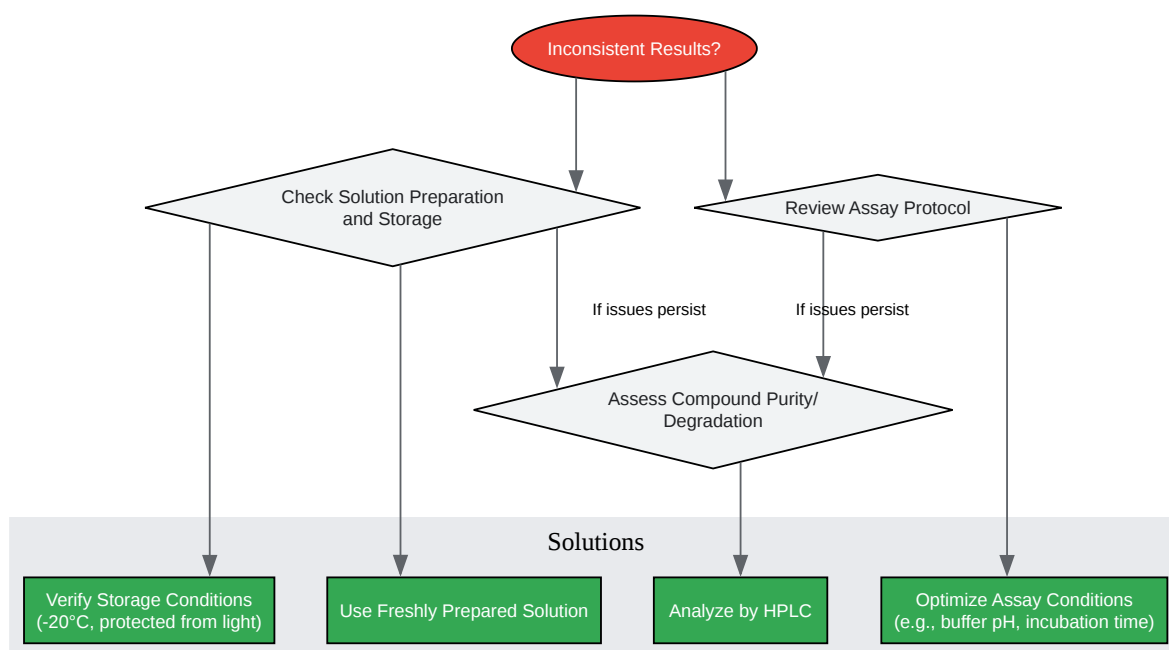 Inconsistent Results?
Check Solution Preparation
and Storage
Review Assay Protocol
If issues persist
If issues persist
Assess Compound Purity/
Degradation
Solutions
Verify Storage Conditions
(-20°C, protected from light)
Use Freshly Prepared Solution
Analyze by HPLC
Optimize Assay Conditions
(e.g., buffer pH, incubation time)